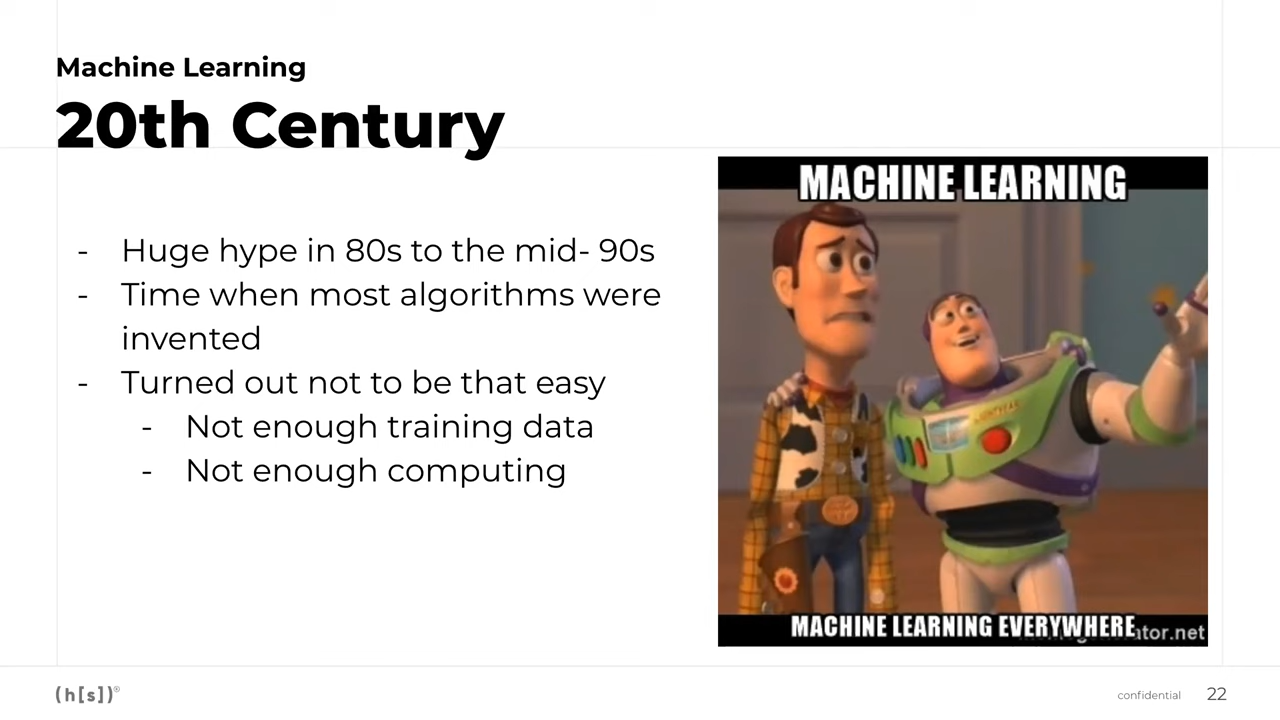 Machine Learning
20th Century
- Huge hype in 80s to the mid- 90s
- Time when most algorithms were
invented
- Turned out not to be that easy
- Not enough training data
- Not enough computing
MACHINE LEARNING
LIGHTYEAR
MACHINE LEARNING EVERYWHERE
ator.net
(h[s])®
confidential
22